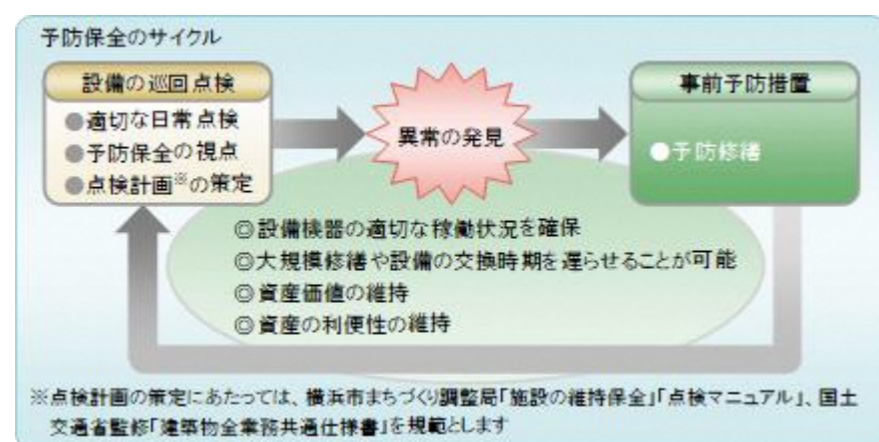 予防保全のサイクル
設備の巡回点検
●適切な日常点検
●予防保全の視点
●点検計画※の策定
異常の発見
事前予防措置
●予防修繕
◎設備機器の適切な稼働状況を確保
◎大規模修繕や設備の交換時期を遅らせることが可能
◎資産価値の維持
◎資産の利便性の維持
※点検計画の策定にあたっては、横浜市まちづくり調整局「施設の維持保全」「点検マニュアル」、国土
交通省監修「建築物全業務共通仕様書」を規範とします